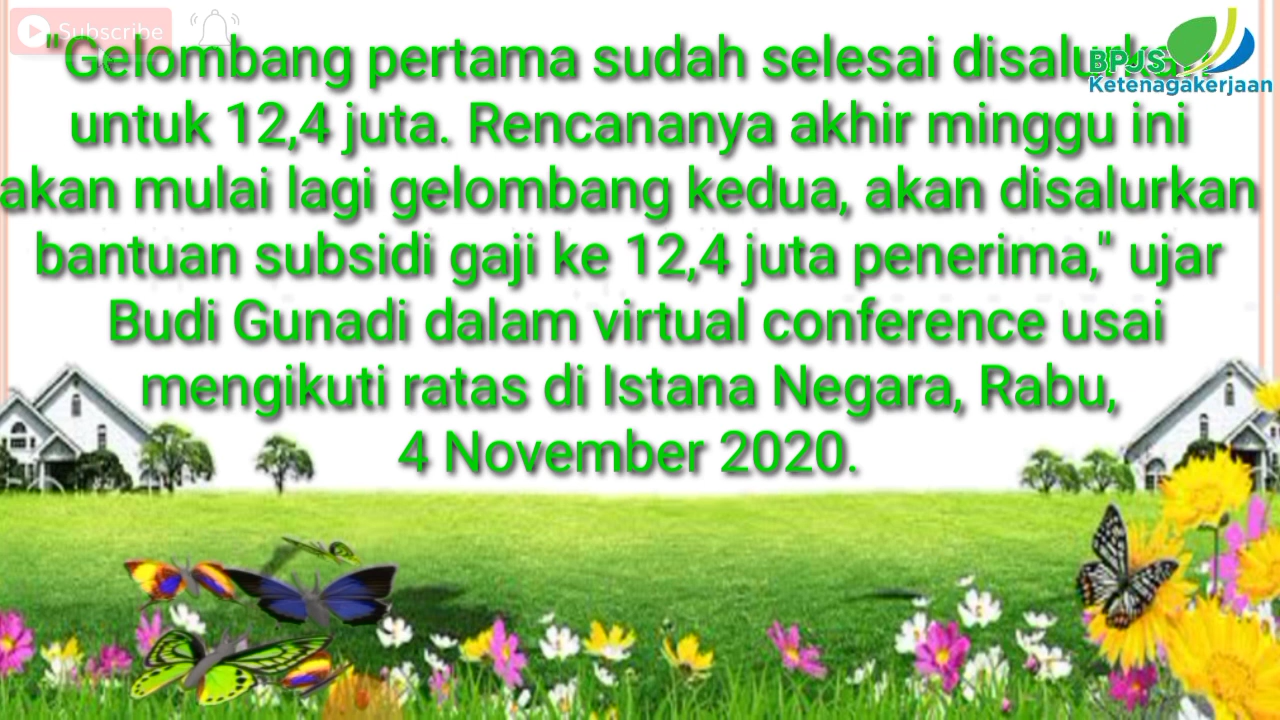 Subscribe
"Gelombang pertama sudah selesai disalurkan
BPJS
Ketenagakerjaan
untuk 12,4 juta. Rencananya akhir minggu ini
akan mulai lagi gelombang kedua, akan disalurkan
bantuan subsidi gaji ke 12,4 juta penerima," ujar
Budi Gunadi dalam virtual conference usai
mengikuti ratas di Istana Negara, Rabu,
4 November 2020.